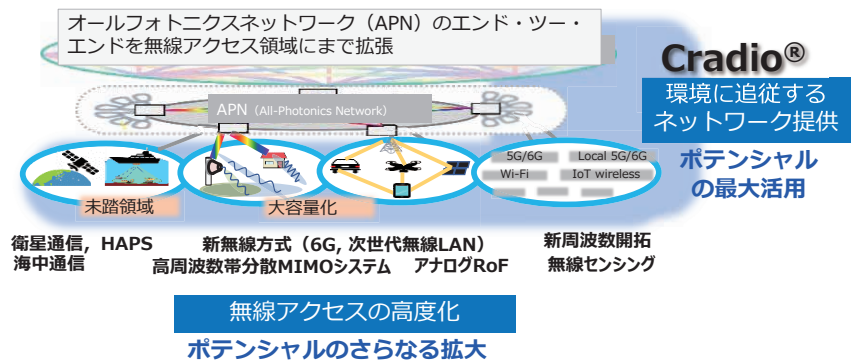 オールフォトニクスネットワーク（APN）のエンド・ツー・
エンドを無線アクセス領域にまで拡張
Cradio®
環境に追従する
ネットワーク提供
APN（All-Photonics Network）
5G/6G
Local 5G/6G
Wi-Fi
IoT wireless
ポテンシャル
の最大活用
未踏領域
大容量化
衛星通信，HAPS
海中通信
新無線方式（6G, 次世代無線LAN）
高周波数帯分散MIMOシステム
アナログRoF
新周波数開拓
無線センシング
無線アクセスの高度化
ポテンシャルのさらなる拡大